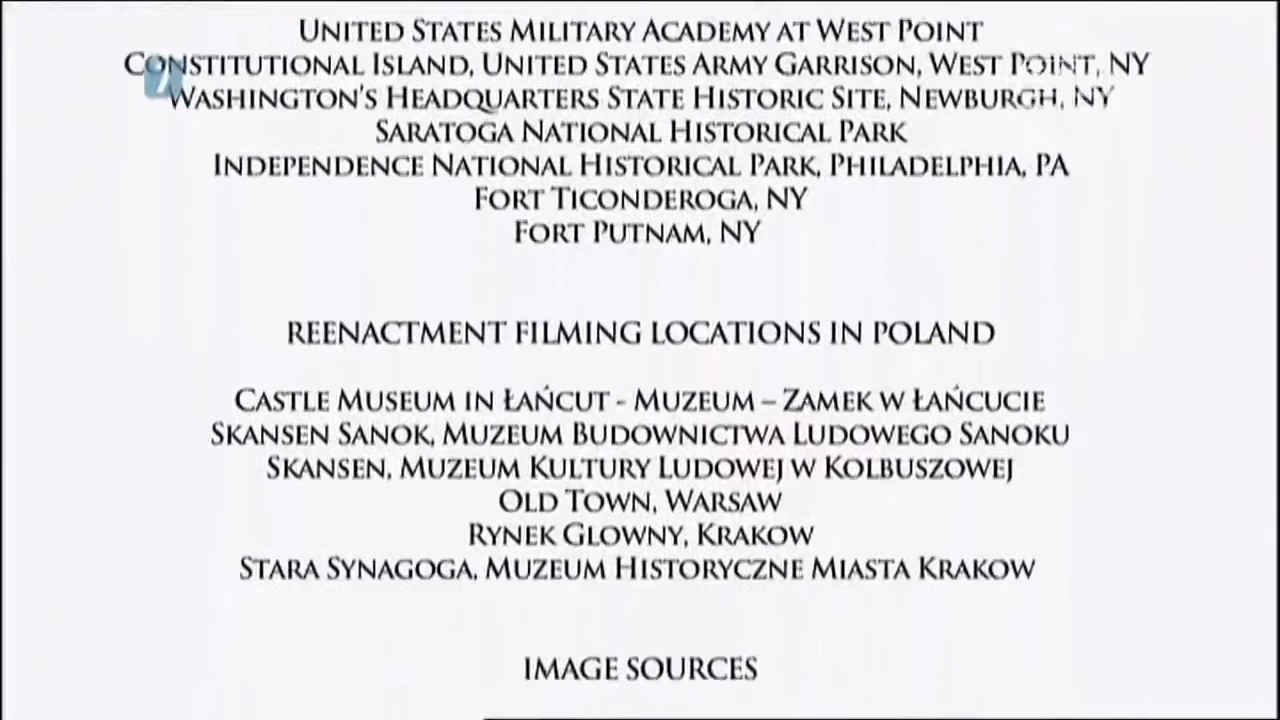 United States Military Academy at West Point
Constitutional Island, United States Army Garrison, West Point, NY
Washington's Headquarters State Historic Site, Newburgh, NY
Saratoga National Historical Park
Independence National Historical Park, Philadelphia, PA
Fort Ticonderoga, NY
Fort Putnam, NY
REENACTMENT FILMING LOCATIONS IN POLAND
Castle Museum in Łańcut - Muzeum – Zamek w Łańcucie
Skansen Sanok, Muzeum Budownictwa Ludowego Sanoku
Skansen, Muzeum Kultury Ludowej w Kolbuszowej
Old Town, Warsaw
Rynek Glowny, Krakow
Stara Synagoga, Muzeum Historyczne Miasta Krakow
IMAGE SOURCES